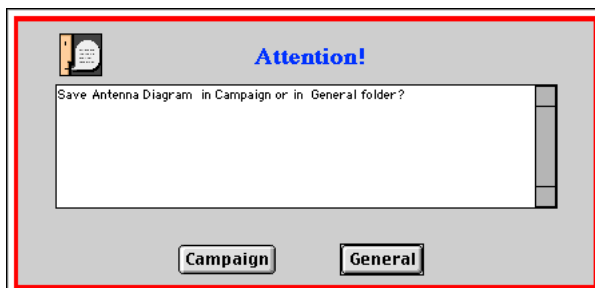 Attention!
Save Antenna Diagram in Campaign or in General folder?
Campaign
General